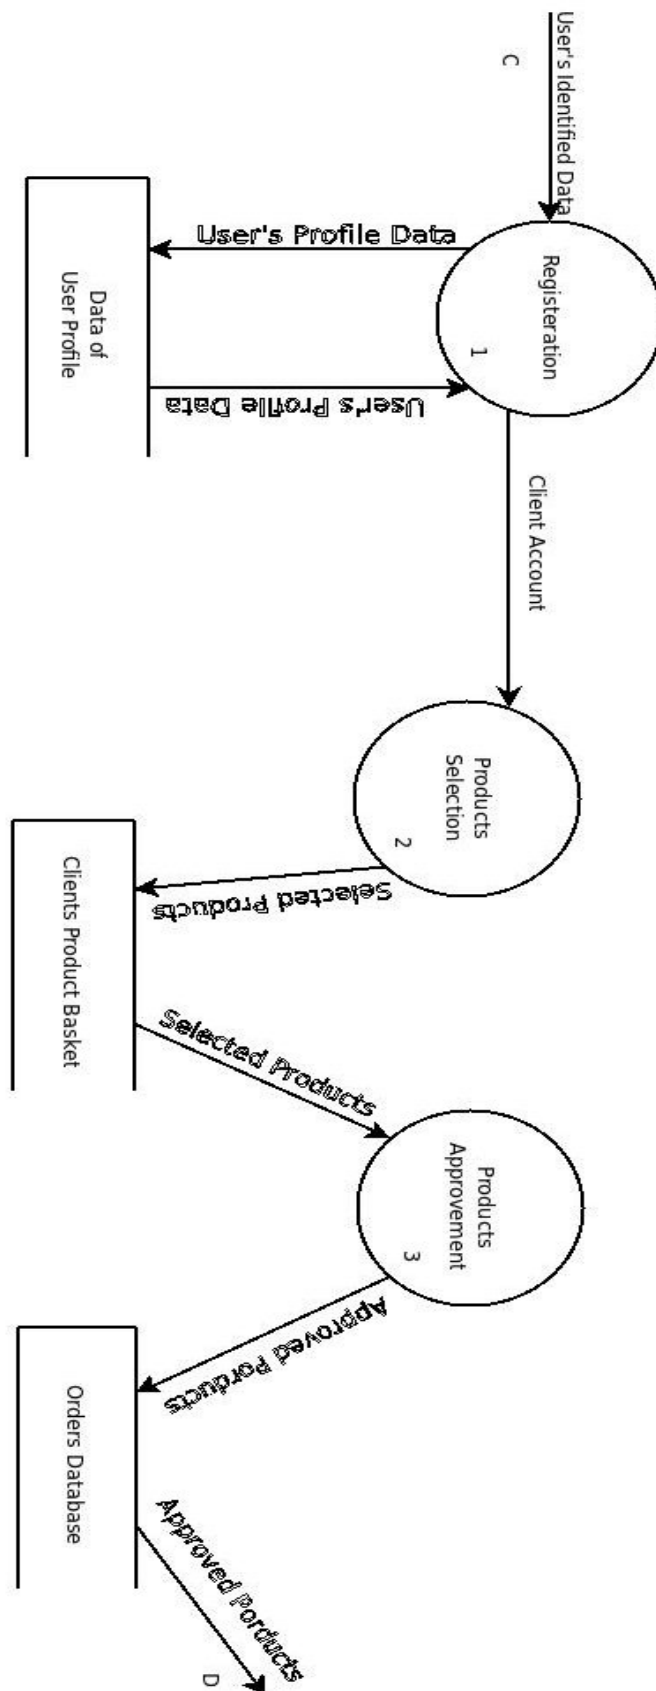 User's Identified Data
C
Registeration
1
User's Profile Data
Data of
User Profile
User's Profile Data
Client Account
Products
Selection
2
Selected Products
Clients Product Basket
Selected Products
Products
Approvement
3
Approved Porducts
Orders Database
Approved Porducts
D